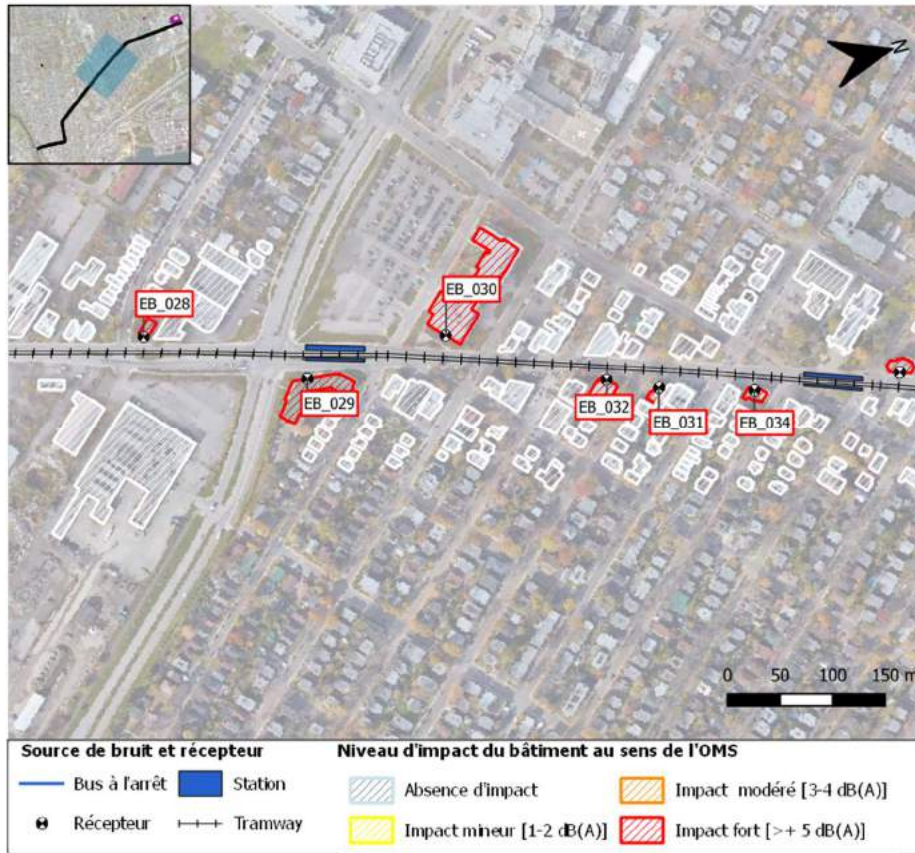 N
EB_028
EB_030
EB_029
EB_032
EB_031
EB_034
0 50 100 150 m
Source de bruit et récepteur
Bus à l'arrêt
Station
Récepteur
Tramway
Niveau d'impact du bâtiment au sens de l'OMS
Absence d'impact
Impact modéré [3-4 dB(A)]
Impact mineur [1-2 dB(A)]
Impact fort [>+ 5 dB(A)]